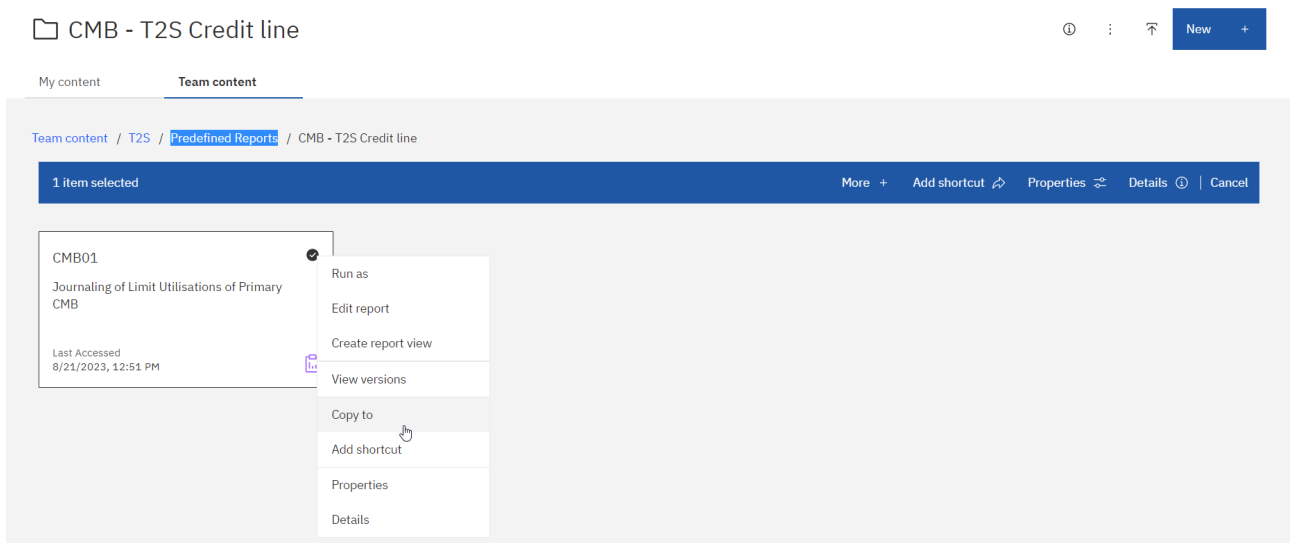 CMB - T2S Credit line
New +
My content
Team content
Team content / T2S / Predefined Reports / CMB - T2S Credit line
1 item selected
More +
Add shortcut
Properties
Details
Cancel
CMB01
Journaling of Limit Utilisations of Primary
CMB
Last Accessed
8/21/2023, 12:51 PM
Run as
Edit report
Create report view
View versions
Copy to
Add shortcut
Properties
Details